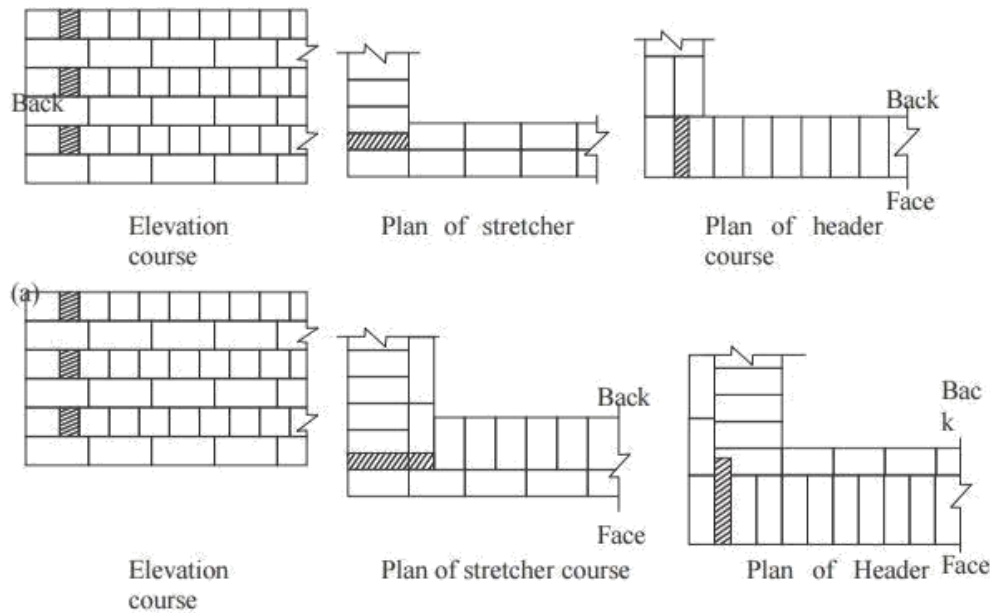 Back
Back
Face
Elevation
course
Plan of stretcher
Plan of header
course
(a)
Back
Bac
k
Face
Face
Elevation
course
Plan of stretcher course
Plan of Header